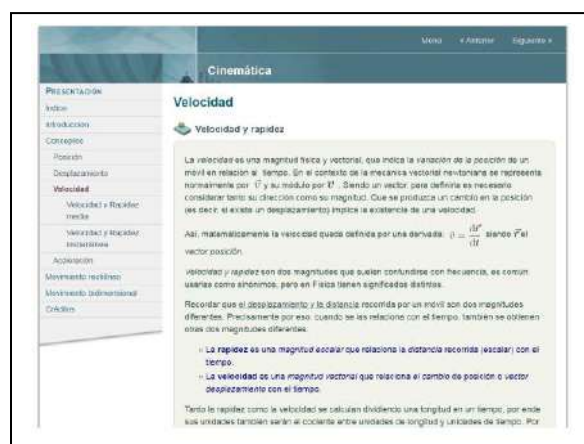 Menú « Anterior Siguiente »
Cinemática
PRESENTACIÓN
Índice
Introducción
Conceptos
Posición
Desplazamiento
Velocidad
Velocidad y Rapidez
media
Velocidad y Rapidez
Instantánea
Aceleración
Movimiento rectilíneo
Movimiento bidimensional
Créditos
Velocidad
Velocidad y rapidez
La velocidad es una magnitud física y vectorial, que indica la variación de la posición de un
móvil en relación al tiempo. En el contexto de la mecánica vectorial newtoniana se representa
normalmente por v⃗ y su módulo por v. Siendo un vector, para definirla es necesario
considerar tanto su dirección como su magnitud. Que se produzca un cambio en la posición
(es decir, si existe un desplazamiento) implica la existencia de una velocidad.
Así, matemáticamente la velocidad queda definida por una derivada: v⃗ = dr⃗/dt siendo r⃗ el
vector posición.
Velocidad y rapidez son dos magnitudes que suelen confundirse con frecuencia, es común
usarlas como sinónimos, pero en Física tienen significados distintos.
Recordar que el desplazamiento y la distancia recorrida por un móvil son dos magnitudes
diferentes. Precisamente por eso, cuando se las relaciona con el tiempo, también se obtienen
otras dos magnitudes diferentes.
» La rapidez es una magnitud escalar que relaciona la distancia recorrida (escalar) con el
tiempo.
» La velocidad es una magnitud vectorial que relaciona el cambio de posición o vector
desplazamiento con el tiempo.
Tanto la rapidez como la velocidad se calculan dividiendo una longitud en un tiempo, por ende
sus unidades también serán el cociente entre unidades de longitud y unidades de tiempo. Por